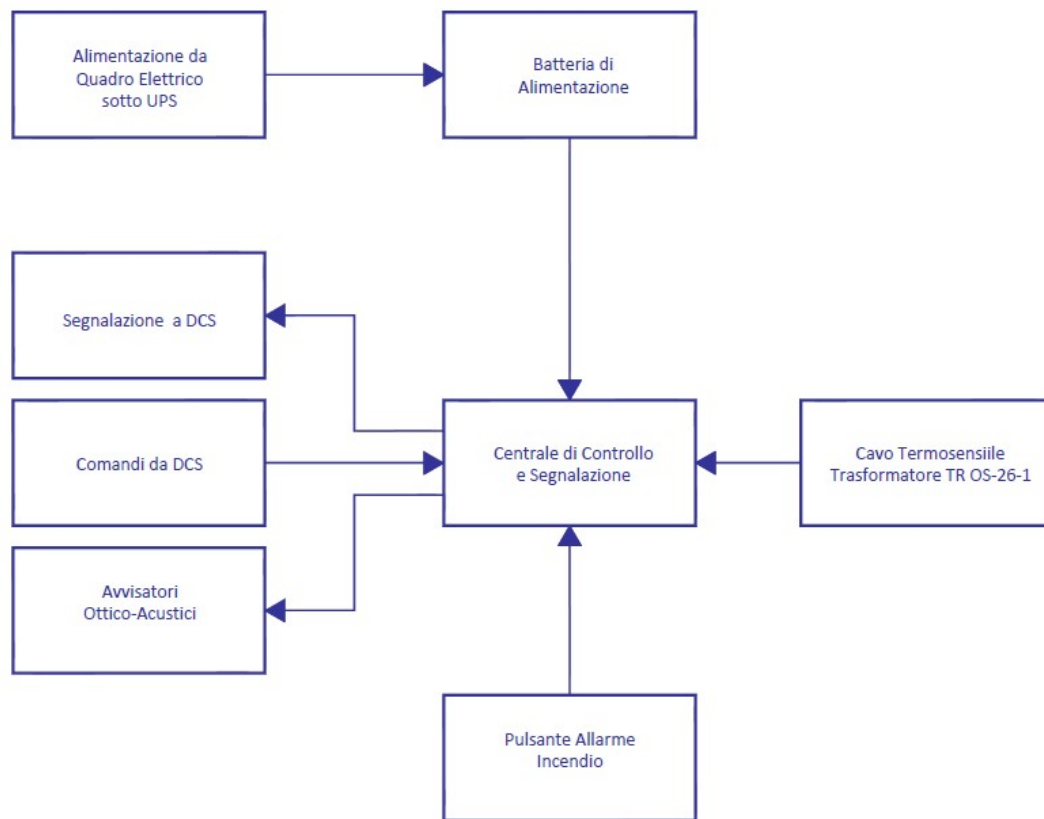 Alimentazione da
Quadro Elettrico
sotto UPS
Batteria di
Alimentazione
Segnalazione a DCS
Comandi da DCS
Centrale di Controllo
e Segnalazione
Cavo Termosensiile
Trasformatore TR OS-26-1
Avvisatori
Ottico-Acustici
Pulsante Allarme
Incendio